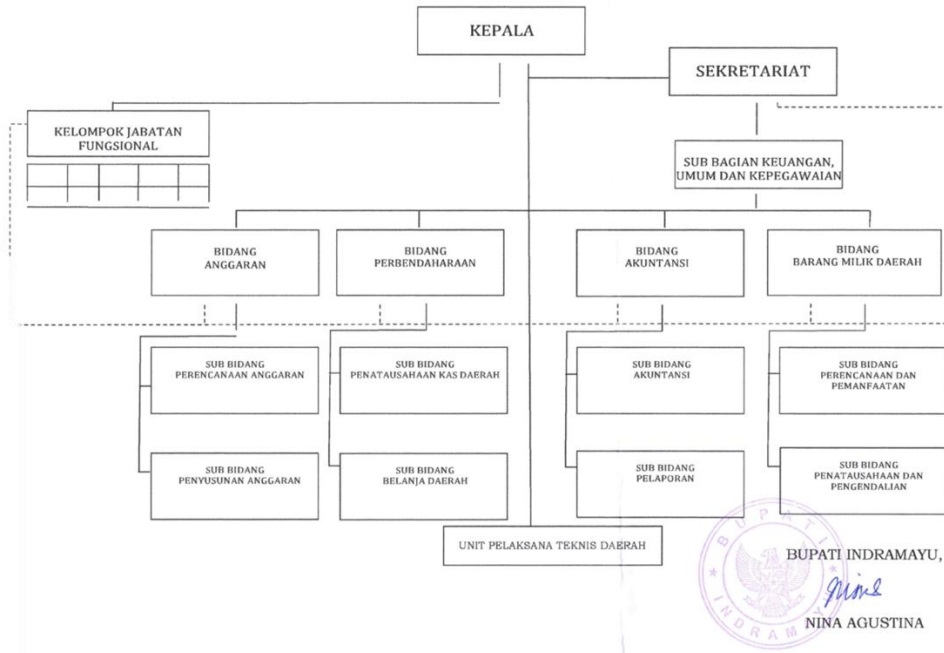 KEPALA
SEKRETARIAT
KELOMPOK JABATAN
FUNGSIONAL
SUB BAGIAN KEUANGAN,
UMUM DAN KEPEGAWAIAN
BIDANG
ANGGARAN
BIDANG
PERBENDAHARAAN
BIDANG
AKUNTANSI
BIDANG
BARANG MILIK DAERAH
SUB BIDANG
PERENCANAAN ANGGARAN
SUB BIDANG
PENATAUSAHAAN KAS DAERAH
SUB BIDANG
AKUNTANSI
SUB BIDANG
PERENCANAAN DAN
PEMANFAATAN
SUB BIDANG
PENYUSUNAN ANGGARAN
SUB BIDANG
BELANJA DAERAH
SUB BIDANG
PELAPORAN
SUB BIDANG
PENATAUSAHAAN DAN
PENGENDALIAN
UNIT PELAKSANA TEKNIS DAERAH
BUPATI
INDRAMAYU
BUPATI INDRAMAYU,
NINA AGUSTINA